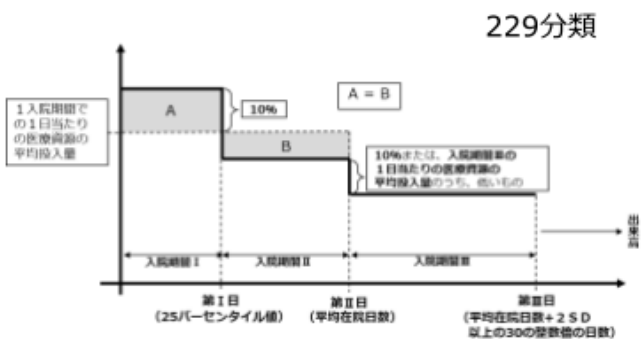 229分類
1入院期間で
の1日当たり
の医療資源の
平均投入量
A
10%
A = B
B
10%または、入院期間Ⅲの
1日当たりの医療資源の
平均投入量のうち、低いもの
出来高
入院期間Ⅰ
入院期間Ⅱ
入院期間Ⅲ
第Ⅰ日
(25パーセンタイル値)
第Ⅱ日
(平均在院日数)
第Ⅲ日
(平均在院日数+2SD
以上の30の整数倍の日数)